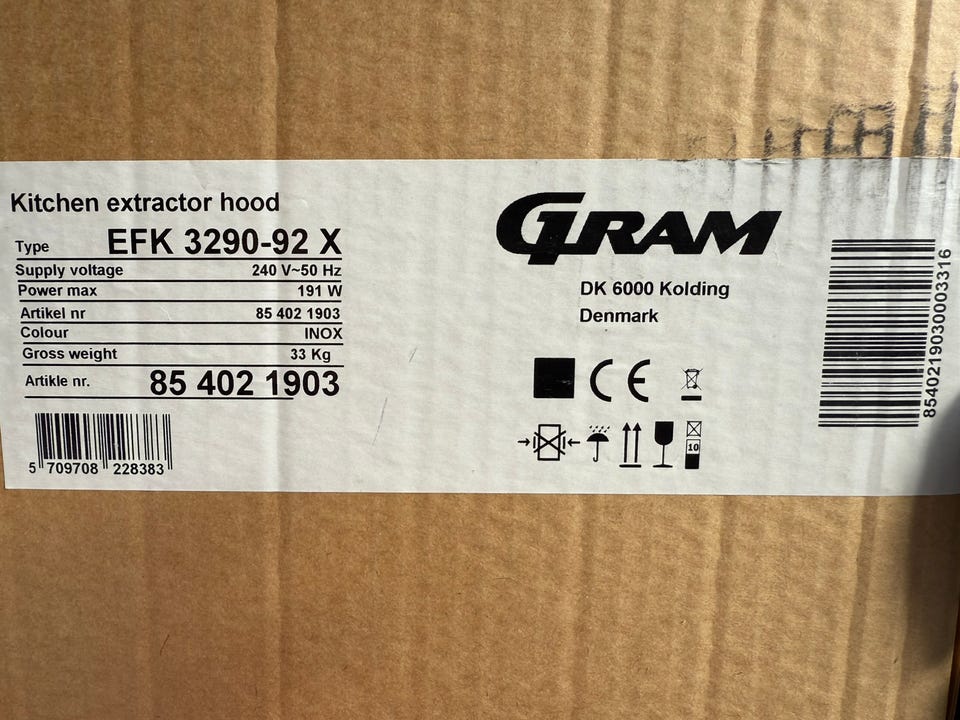 Kitchen extractor hood
Type EFK 3290-92 X
Supply voltage 240 V~50 Hz
Power max 191 W
Artikel nr 85 402 1903
Colour INOX
Gross weight 33 Kg
Artikle nr. 85 402 1903
5 709708 228383
GRAM
DK 6000 Kolding
Denmark
CE
10
8540219030003316